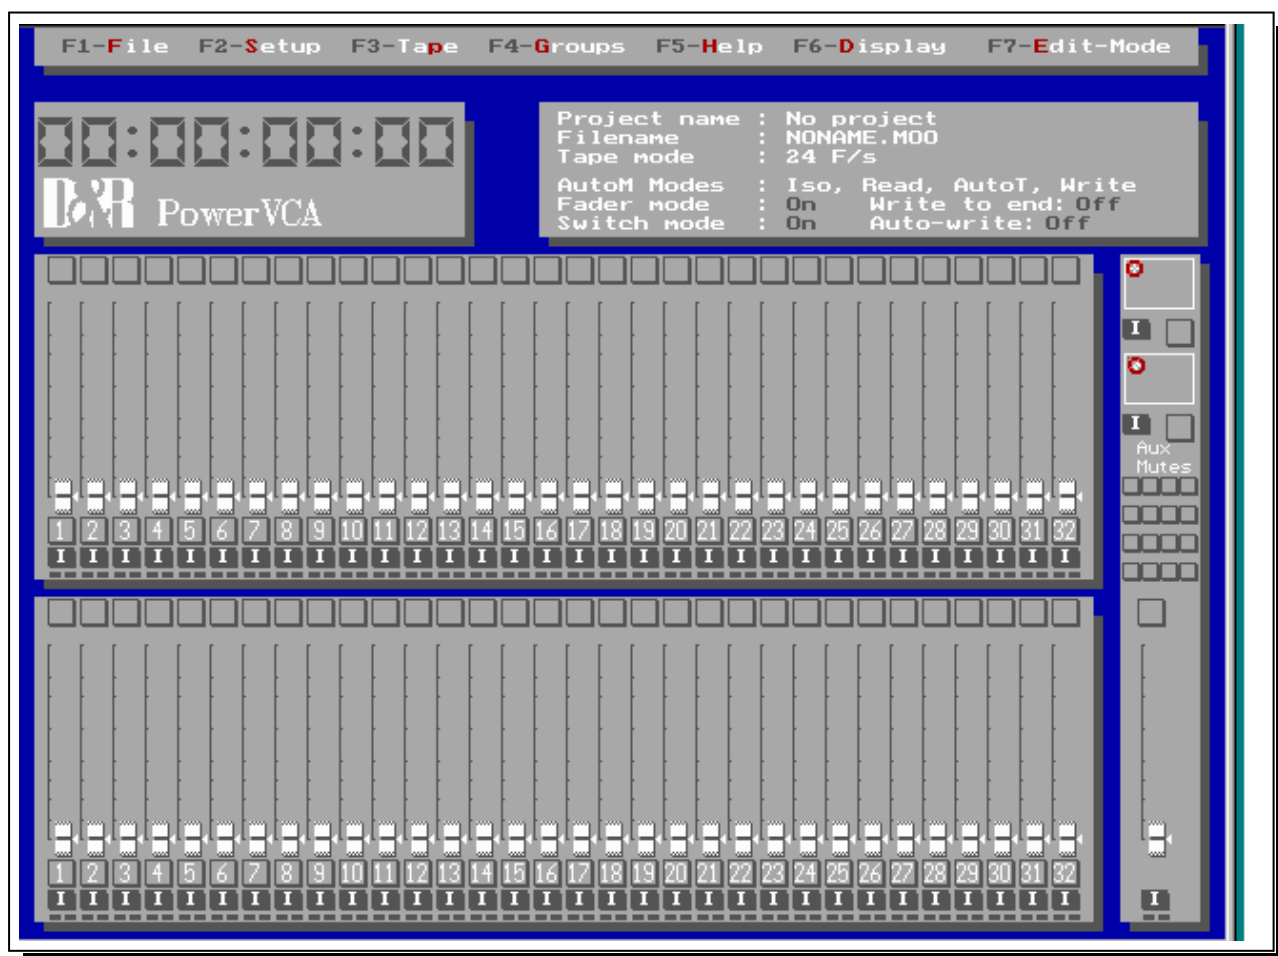 F1-File F2-Setup F3-Tape F4-Groups F5-Help F6-Display F7-Edit-Mode
00:00:00:00
D&R PowerVCA
Project name : No project
Filename : NONAME.M00
Tape mode : 24 F/s
AutoM Modes : Iso, Read, AutoT, Write
Fader mode : On Write to end: Off
Switch mode : On Auto-write: Off
1 2 3 4 5 6 7 8 9 10 11 12 13 14 15 16 17 18 19 20 21 22 23 24 25 26 27 28 29 30 31 32
I I I I I I I I I I I I I I I I I I I I I I I I I I I I I I I I
I
I
Aux
Mutes
1 2 3 4 5 6 7 8 9 10 11 12 13 14 15 16 17 18 19 20 21 22 23 24 25 26 27 28 29 30 31 32
I I I I I I I I I I I I I I I I I I I I I I I I I I I I I I I I
I